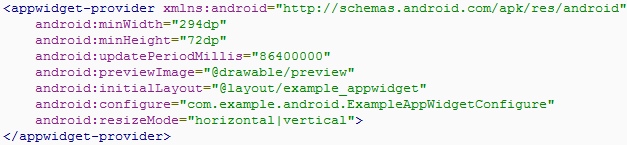 <appwidget-provider xmlns:android="http://schemas.android.com/apk/res/android"
android:minWidth="294dp"
android:minHeight="72dp"
android:updatePeriodMillis="86400000"
android:previewImage="@drawable/preview"
android:initialLayout="@layout/example_appwidget"
android:configure="com.example.android.ExampleAppWidgetConfigure"
android:resizeMode="horizontal|vertical">
</appwidget-provider>